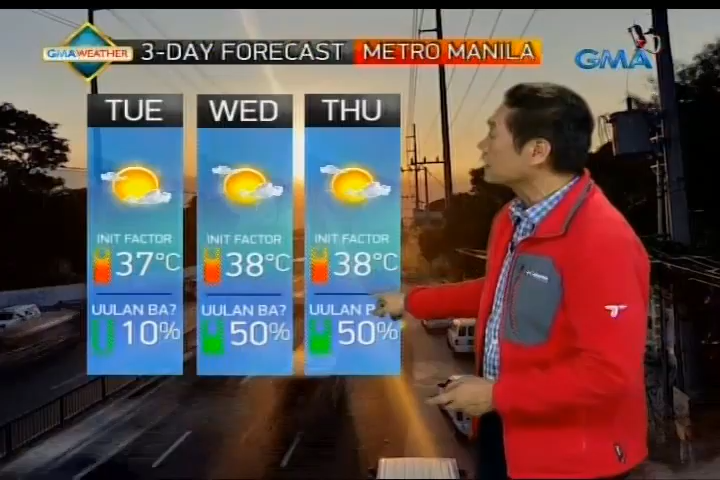 GMA WEATHER
3-DAY FORECAST METRO MANILA
GMA
TUE WED THU
INIT FACTOR INIT FACTOR INIT FACTOR
37°C 38°C 38°C
UULAN BA? UULAN BA? UULAN
10% 50% 50%